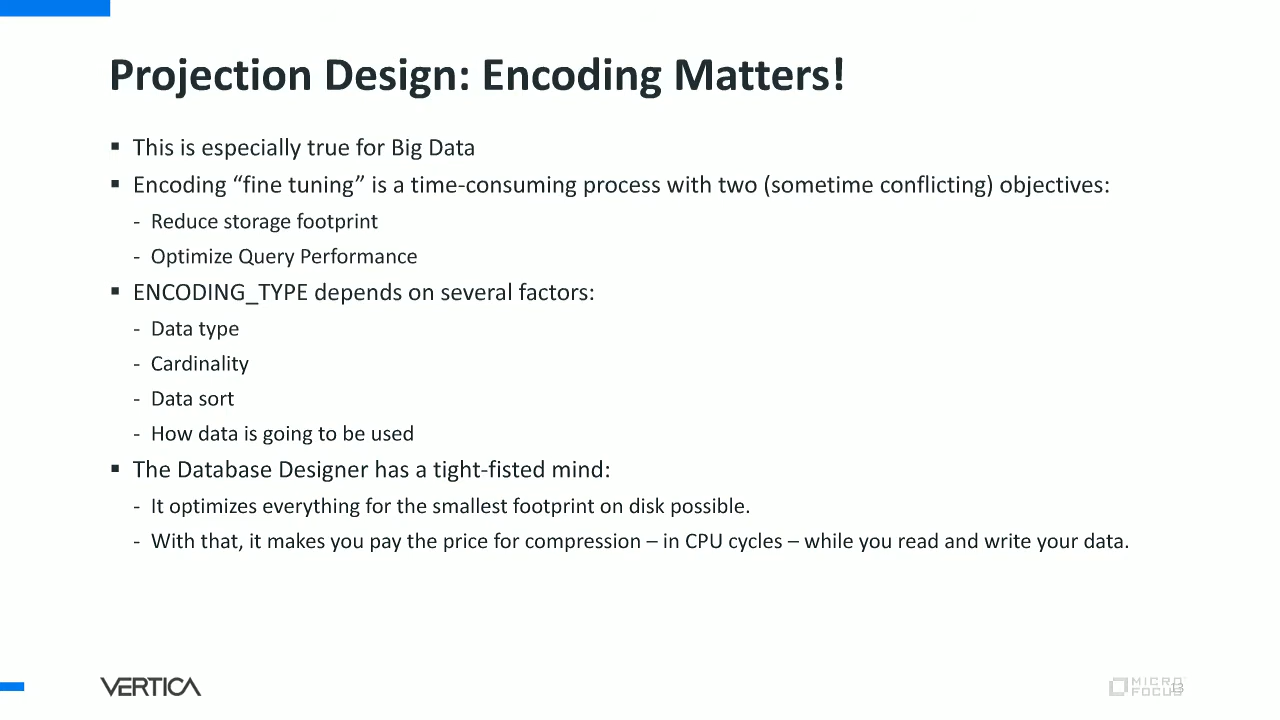 Projection Design: Encoding Matters!
▪ This is especially true for Big Data
▪ Encoding “fine tuning” is a time-consuming process with two (sometime conflicting) objectives:
- Reduce storage footprint
- Optimize Query Performance
▪ ENCODING_TYPE depends on several factors:
- Data type
- Cardinality
- Data sort
- How data is going to be used
▪ The Database Designer has a tight-fisted mind:
- It optimizes everything for the smallest footprint on disk possible.
- With that, it makes you pay the price for compression – in CPU cycles – while you read and write your data.
VERTICA
MICRO
FOCUS
13